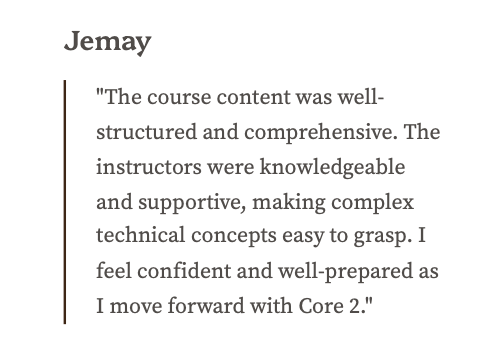 Jemay
"The course content was well-
structured and comprehensive. The
instructors were knowledgeable
and supportive, making complex
technical concepts easy to grasp. I
feel confident and well-prepared as
I move forward with Core 2."